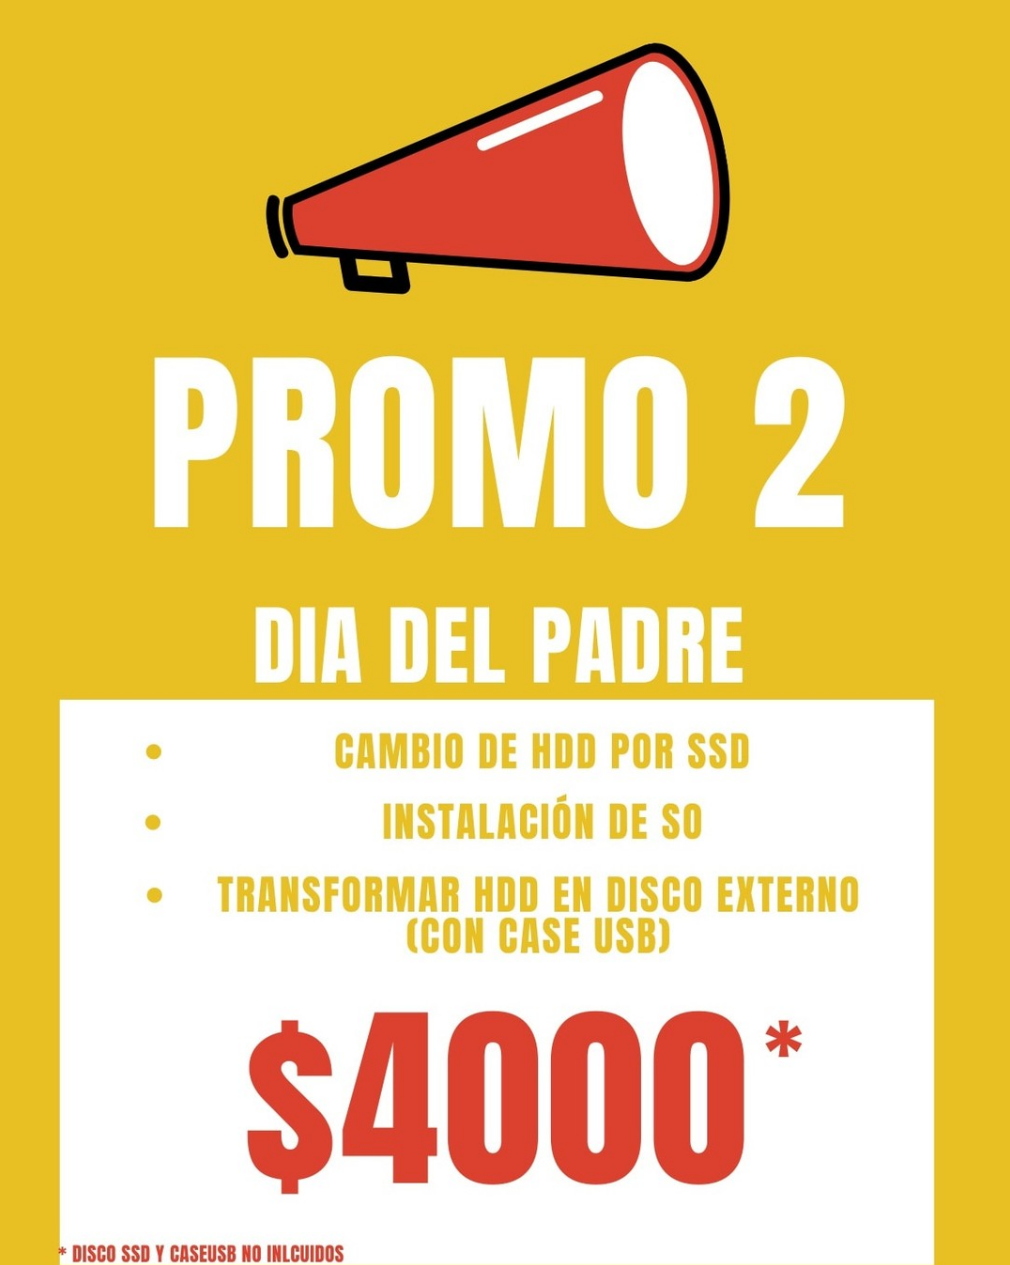 PROMO 2
DIA DEL PADRE
• CAMBIO DE HDD POR SSD
• INSTALACIÓN DE SO
• TRANSFORMAR HDD EN DISCO EXTERNO
(CON CASE USB)
$4000*
* DISCO SSD Y CASEUSB NO INLCUIDOS